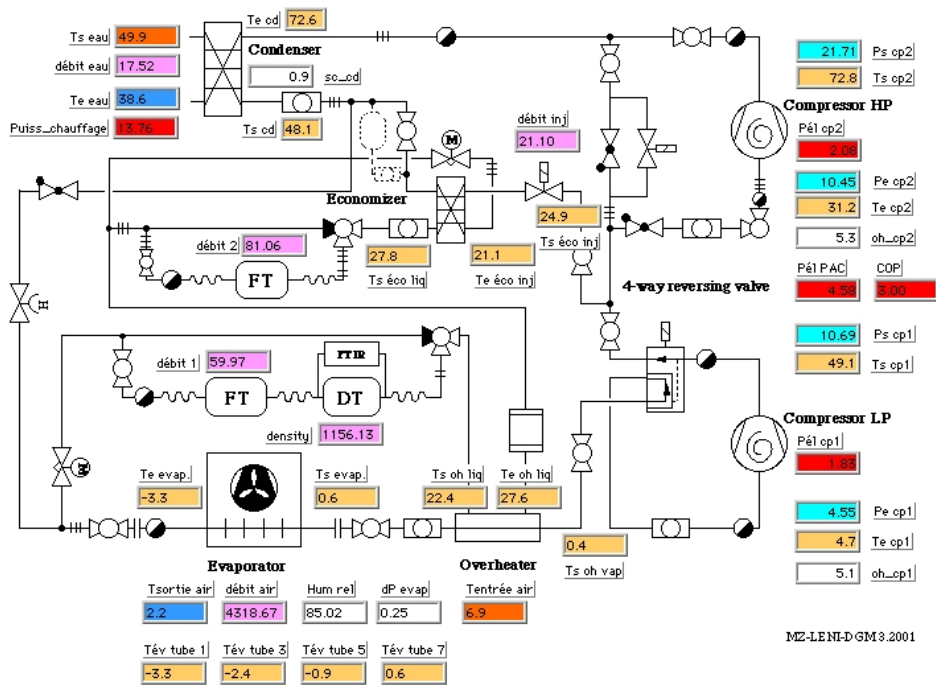 Te cd 72.6
Ts eau 49.9
Condenser
21.71 Ps cp2
débit eau 17.52
0.9 sc_cd
72.8 Ts cp2
Te eau 38.6
Compressor HP
Puiss_chauffage 13.76
Ts cd 48.1
débit inj
21.10
Pél cp2
2.08
M
10.45 Pe cp2
Economizer
31.2 Te cp2
24.9
Ts éco inj
débit 2 81.06
27.8
Ts éco liq
21.1
Te éco inj
5.3 oh_cp2
FT
Pél PAC COP
4.58 3.00
4-way reversing valve
H
10.69 Ps cp1
FTIR
débit 1 59.97
49.1 Ts cp1
FT DT
Compressor LP
density 1156.13
Pél cp1
1.83
M
Te evap.
-3.3
Ts evap.
0.6
Ts oh liq
22.4
Te oh liq
27.6
4.55 Pe cp1
4.7 Te cp1
0.4
Ts oh vap
Evaporator
Overheater
5.1 oh_cp1
Tsortie air débit air Hum rel dP evap Tentrée air
2.2 4318.67 85.02 0.25 6.9
MZ-LENI-DGM 3.2001
Tév tube 1 Tév tube 3 Tév tube 5 Tév tube 7
-3.3 -2.4 -0.9 0.6